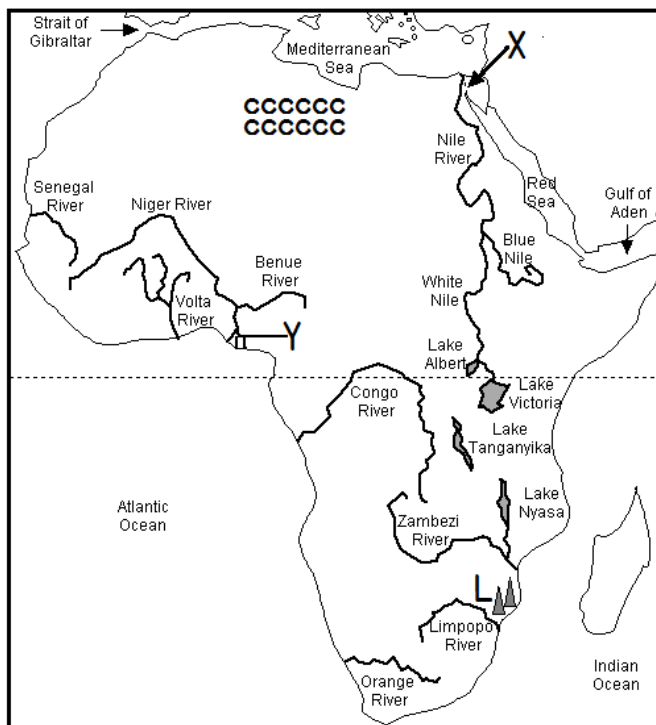 Strait of
Gibraltar
Mediterranean
Sea
X
CCCCCC
CCCCCC
Nile
River
Red
Sea
Gulf of
Aden
Senegal
River
Niger River
Benue
River
Blue
Nile
White
Nile
Volta
River
Y
Lake
Albert
Lake
Victoria
Congo
River
Lake
Tanganyika
Atlantic
Ocean
Zambezi
River
Lake
Nyasa
L
Limpopo
River
Orange
River
Indian
Ocean